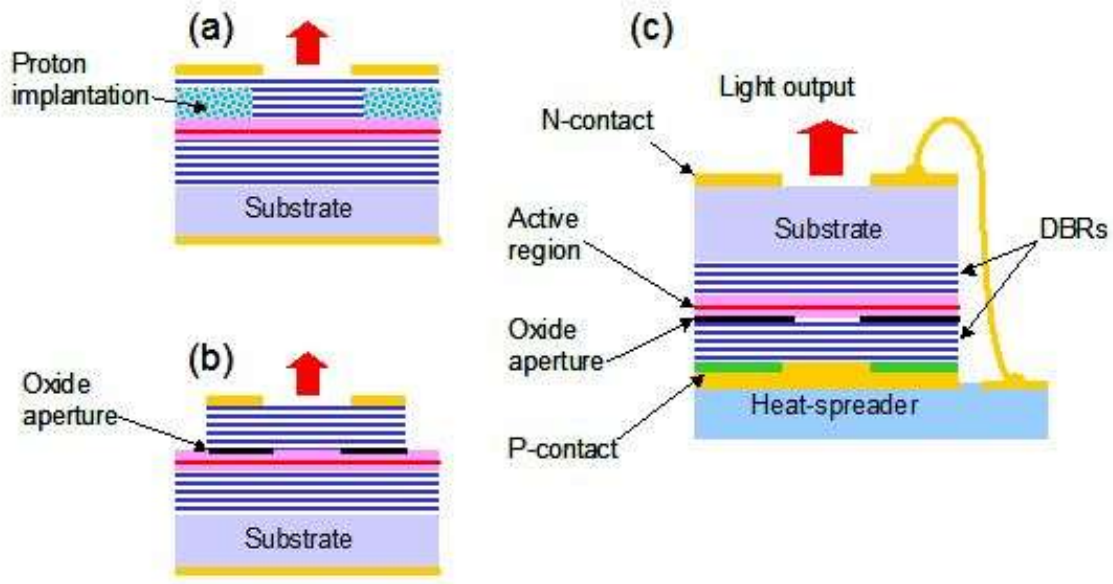 (a)
Proton
implantation
Substrate
(b)
Oxide
aperture
Substrate
(c)
Light output
N-contact
Substrate
Active
region
DBRs
Oxide
aperture
Heat-spreader
P-contact